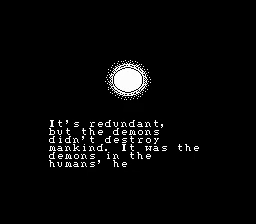 It's redundant,
but the demons
didn't destroy
mankind. It was the
demons in the
humans' he